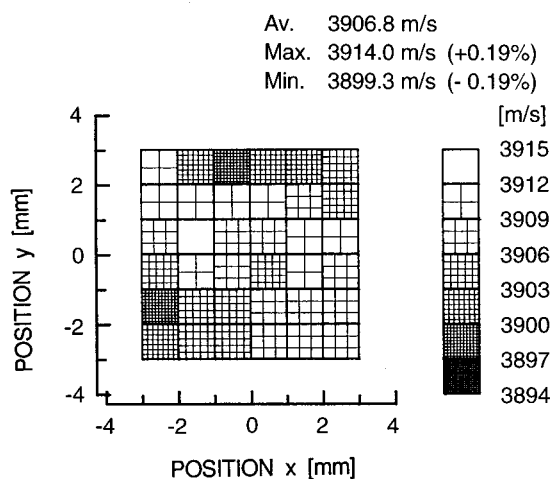 Av. 3906.8 m/s
Max. 3914.0 m/s (+0.19%)
Min. 3899.3 m/s (- 0.19%)
[m/s]
4
2
0
-2
-4
POSITION y [mm]
3915
3912
3909
3906
3903
3900
3897
3894
-4 -2 0 2 4
POSITION x [mm]